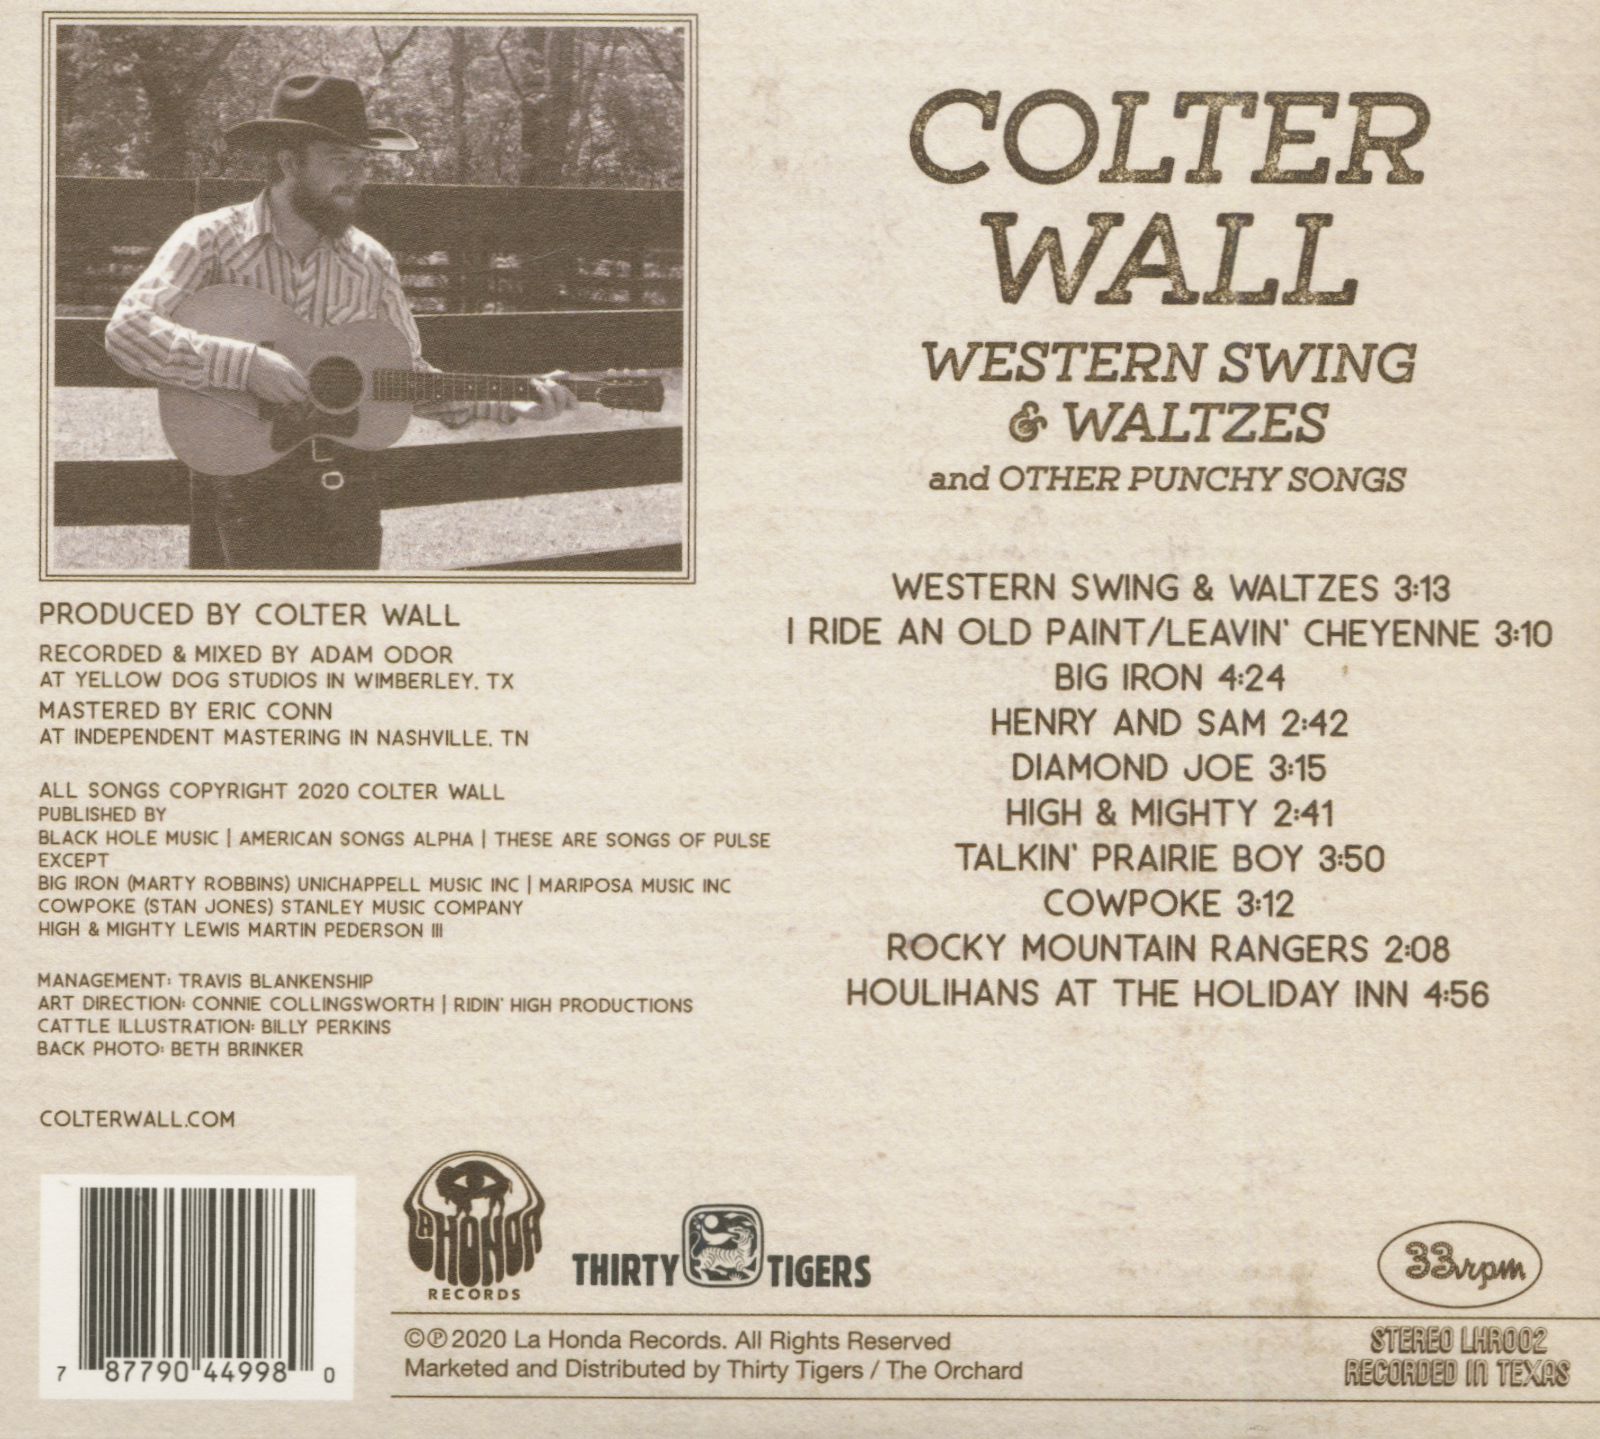 COLTER
WALL
WESTERN SWING
& WALTZES
and OTHER PUNCHY SONGS
WESTERN SWING & WALTZES 3:13
I RIDE AN OLD PAINT/LEAVIN' CHEYENNE 3:10
BIG IRON 4:24
HENRY AND SAM 2:42
DIAMOND JOE 3:15
HIGH & MIGHTY 2:41
TALKIN' PRAIRIE BOY 3:50
COWPOKE 3:12
ROCKY MOUNTAIN RANGERS 2:08
HOULIHANS AT THE HOLIDAY INN 4:56
PRODUCED BY COLTER WALL
RECORDED & MIXED BY ADAM ODOR
AT YELLOW DOG STUDIOS IN WIMBERLEY, TX
MASTERED BY ERIC CONN
AT INDEPENDENT MASTERING IN NASHVILLE, TN
ALL SONGS COPYRIGHT 2020 COLTER WALL
PUBLISHED BY
BLACK HOLE MUSIC | AMERICAN SONGS ALPHA | THESE ARE SONGS OF PULSE
EXCEPT
BIG IRON (MARTY ROBBINS) UNICHAPPELL MUSIC INC | MARIPOSA MUSIC INC
COWPOKE (STAN JONES) STANLEY MUSIC COMPANY
HIGH & MIGHTY LEWIS MARTIN PEDERSON III
MANAGEMENT: TRAVIS BLANKENSHIP
ART DIRECTION: CONNIE COLLINGSWORTH | RIDIN' HIGH PRODUCTIONS
CATTLE ILLUSTRATION: BILLY PERKINS
BACK PHOTO: BETH BRINKER
COLTERWALL.COM
7 87790 44998 0
LA HONDA
RECORDS
THIRTY TIGERS
©℗ 2020 La Honda Records. All Rights Reserved
Marketed and Distributed by Thirty Tigers / The Orchard
33rpm
STEREO LHR002
RECORDED IN TEXAS